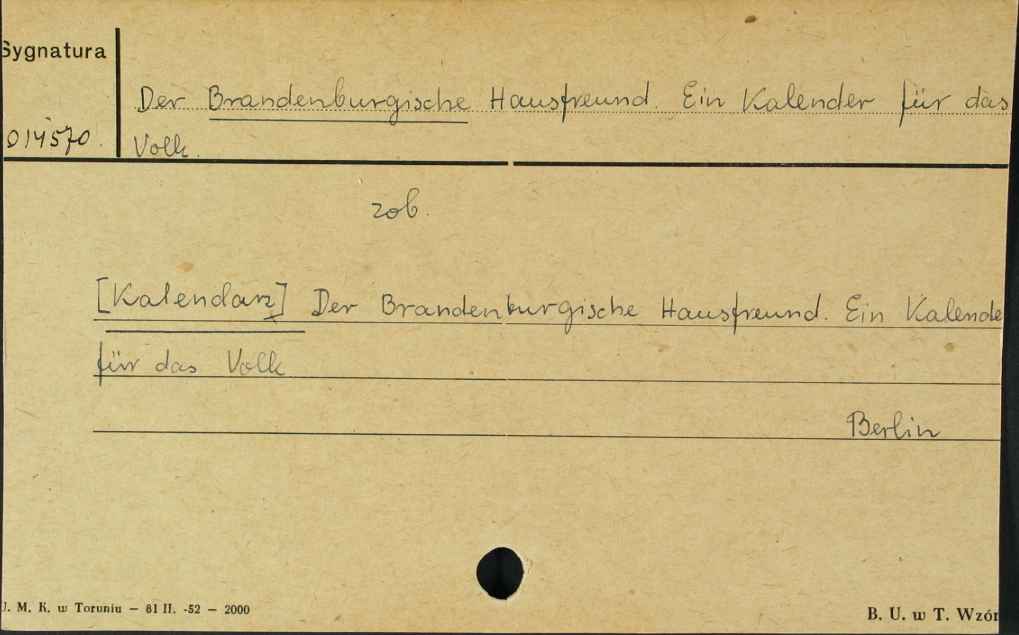 Sygnatura
Der Brandenburgische Hausfreund. Ein Kalender für das
014570.
Volk.
zob.
[Kalendarz] Der Brandenburgische Hausfreund. Ein Kalende
für das Volk
Berlin
U. M. K. w Toruniu — 81 II. -52 — 2000
B. U. w T. Wzór